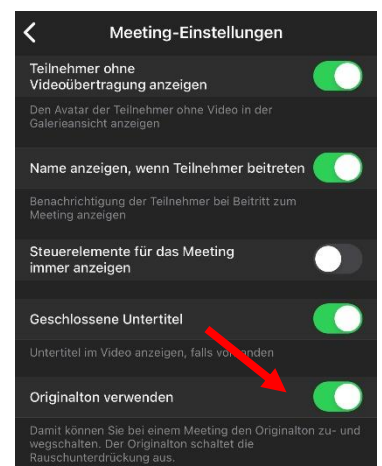 Meeting-Einstellungen
Teilnehmer ohne
Videoübertragung anzeigen
Den Avatar der Teilnehmer ohne Video in der
Galerieansicht anzeigen
Name anzeigen, wenn Teilnehmer beitreten
Benachrichtigung der Teilnehmer bei Beitritt zum
Meeting anzeigen
Steuerelemente für das Meeting
immer anzeigen
Geschlossene Untertitel
Untertitel im Video anzeigen, falls vorhanden
Originalton verwenden
Damit können Sie bei einem Meeting den Originalton zu- und
wegschalten. Der Originalton schaltet die
Rauschunterdrückung aus.